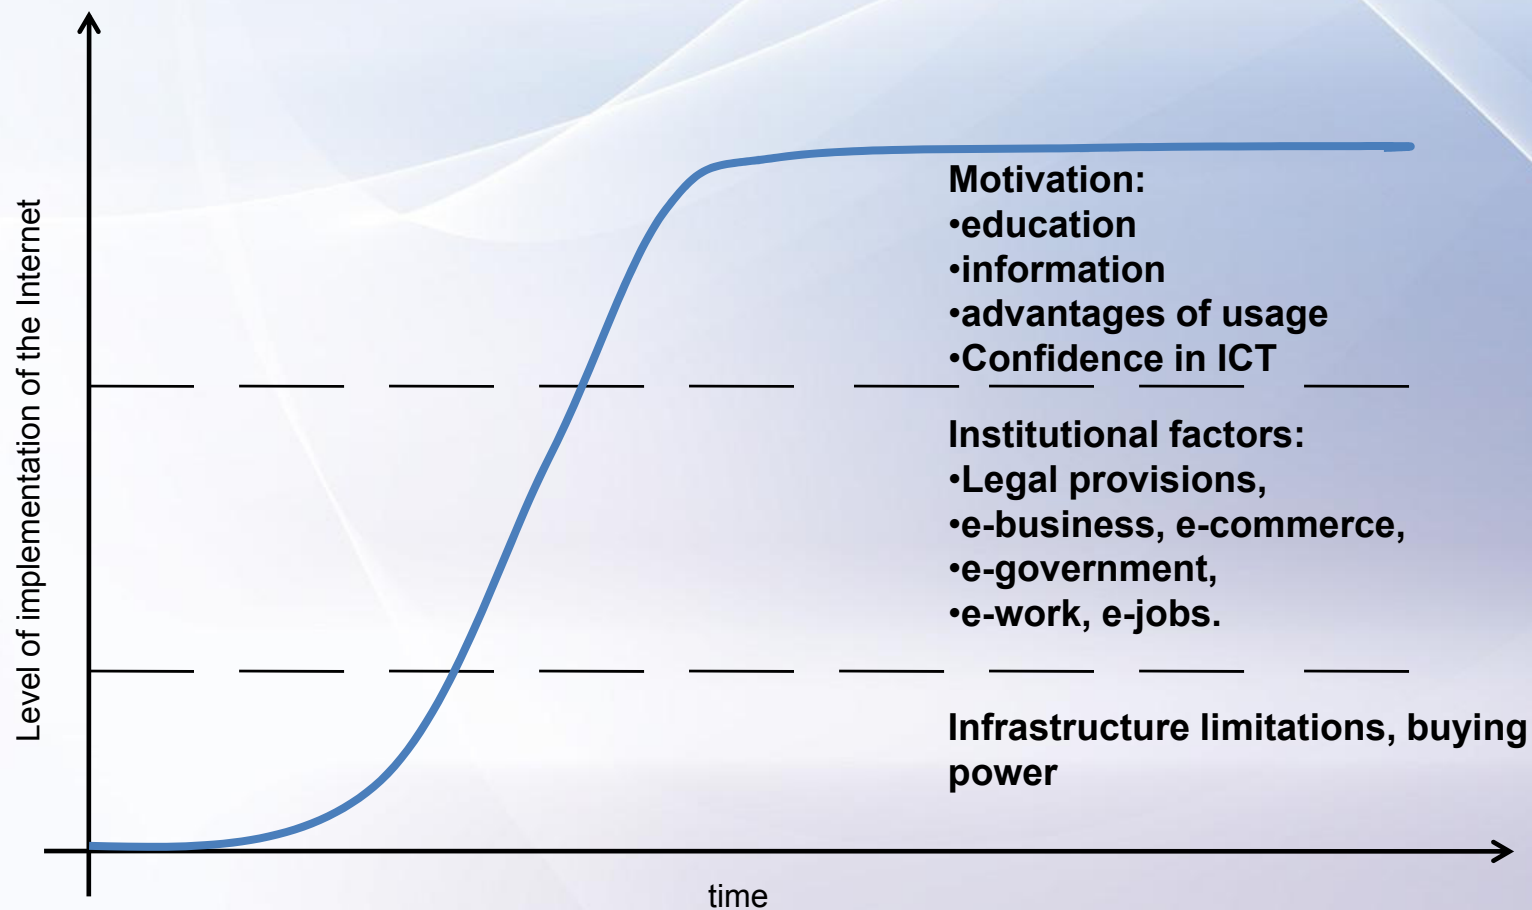 Level of implementation of the Internet
Motivation:
•education
•information
•advantages of usage
•Confidence in ICT
Institutional factors:
•Legal provisions,
•e-business, e-commerce,
•e-government,
•e-work, e-jobs.
Infrastructure limitations, buying
power
time